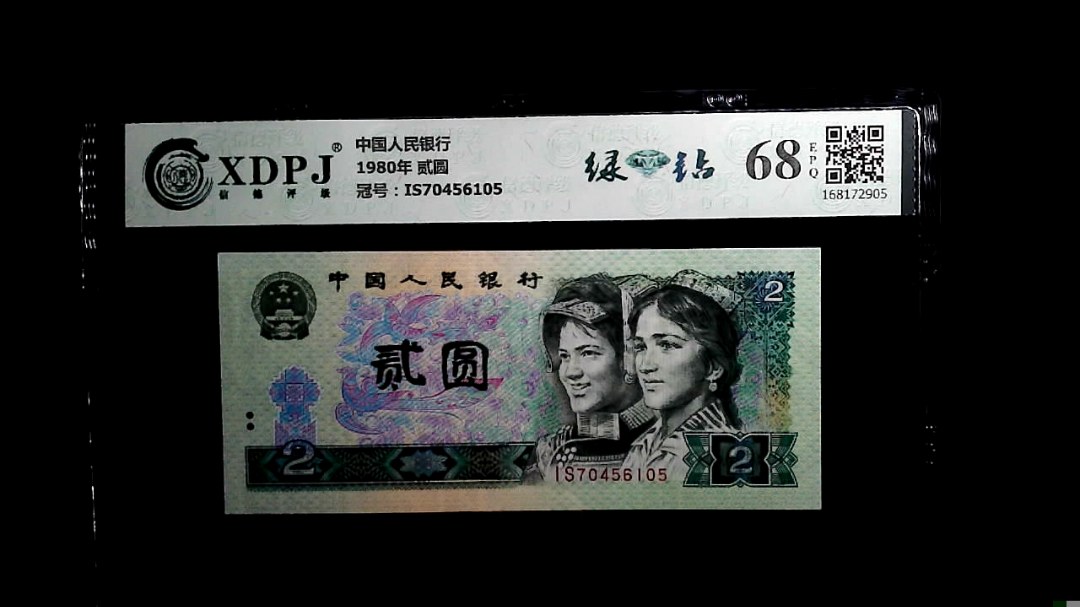 XDPJ®
信德评级
中国人民银行
1980年 贰圆
冠号：IS70456105
绿钻
68
EPQ
168172905
中国人民银行
2
贰圆
2
IS70456105
2